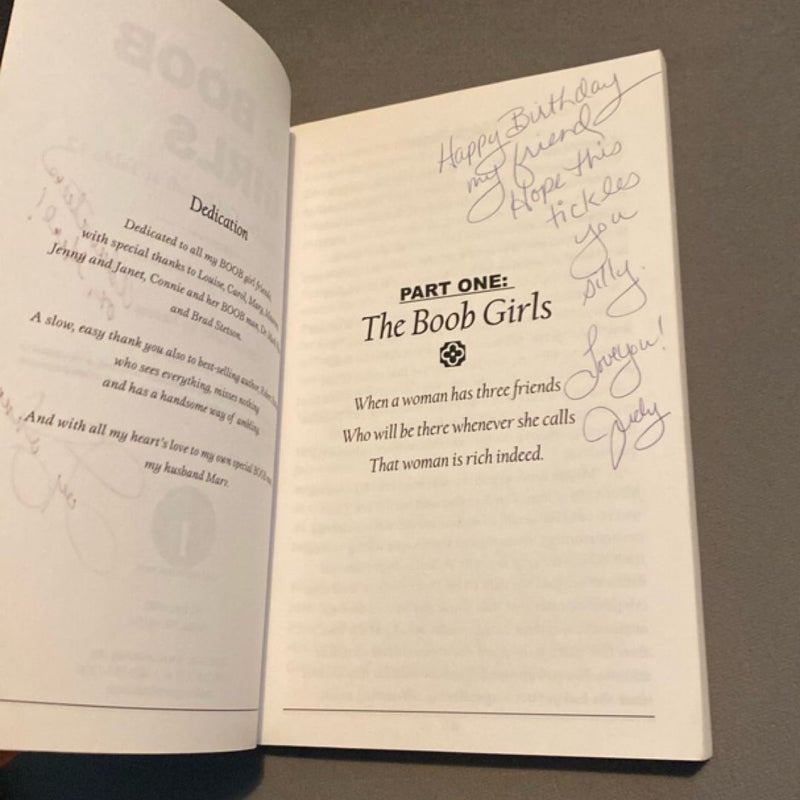 Dedication
Dedicated to all my BOOB girl friends,
with special thanks to Louise, Carol, Mary,
Jenny and Janet, Connie and her BOOB man, Dr.
and Brad Stetson.
A slow, easy thank you also to best-selling author,
who sees everything, misses nothing
and has a handsome way of ambling.
And with all my heart's love to my own special BOOB
my husband Marv.
Happy Birthday
my friend
Hope this
tickles
you
silly.
Love you!
Judy
PART ONE:
The Boob Girls
When a woman has three friends
Who will be there whenever she calls
That woman is rich indeed.
BOOB
GIRLS